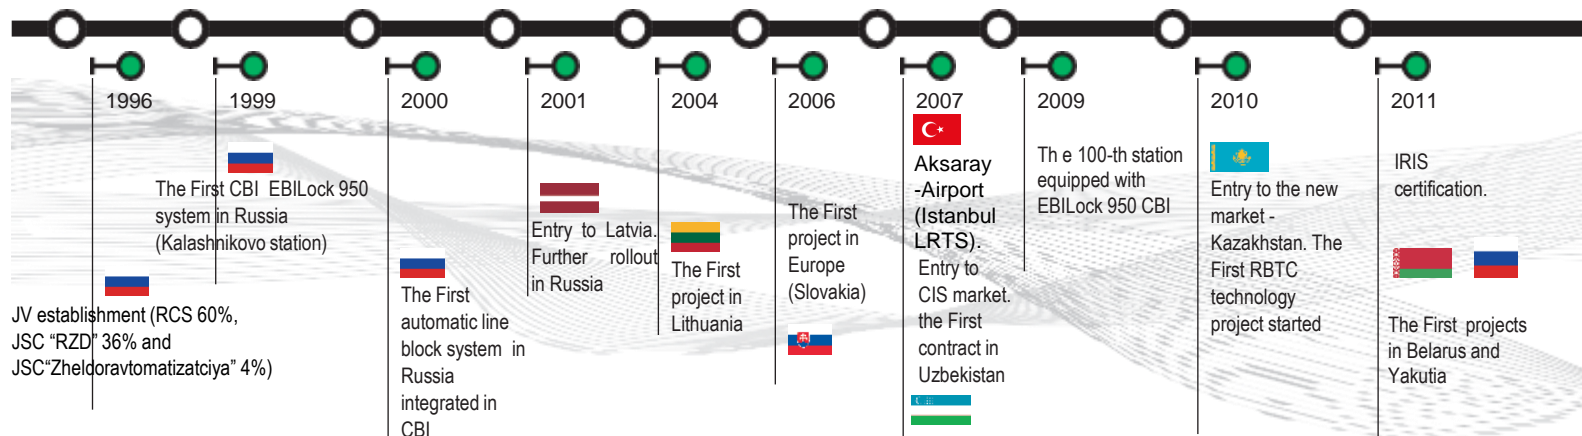 1996
JV establishment (RCS 60%,
JSC “RZD” 36% and
JSC“Zheldoravtomatizatciya” 4%)
1999
The First CBI EBILock 950
system in Russia
(Kalashnikovo station)
2000
The First
automatic line
block system in
Russia
integrated in
CBI
2001
Entry to Latvia.
Further rollout
in Russia
2004
The First
project in
Lithuania
2006
The First
project in
Europe
(Slovakia)
2007
Aksaray
-Airport
(Istanbul
LRTS).
Entry to
CIS market.
the First
contract in
Uzbekistan
2009
Th e 100-th station
equipped with
EBILock 950 CBI
2010
Entry to the new
market -
Kazakhstan. The
First RBTC
technology
project started
2011
IRIS
certification.
The First projects
in Belarus and
Yakutia